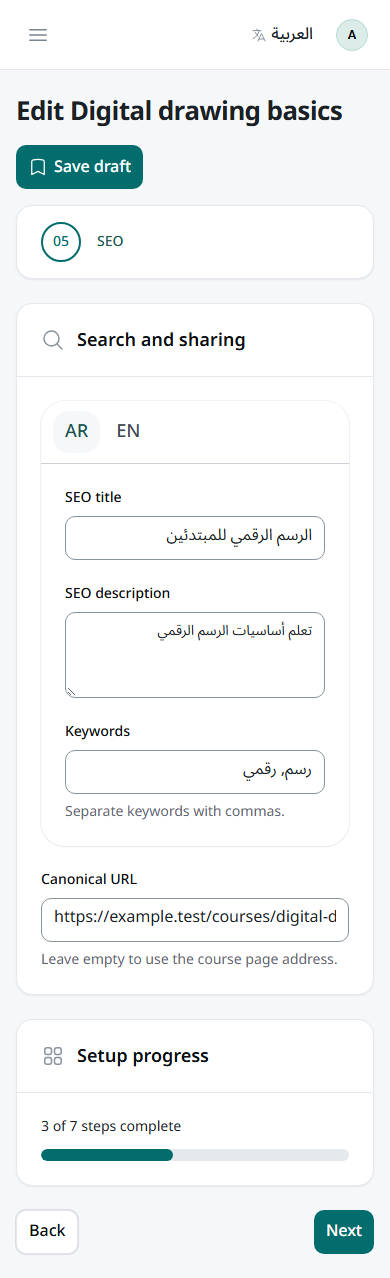 العربية
A
Edit Digital drawing basics
Save draft
05 SEO
Search and sharing
AR EN
SEO title
الرسم الرقمي للمبتدئين
SEO description
تعلم أساسيات الرسم الرقمي
Keywords
رسم, رقمي
Separate keywords with commas.
Canonical URL
https://example.test/courses/digital-d
Leave empty to use the course page address.
Setup progress
3 of 7 steps complete
Back Next